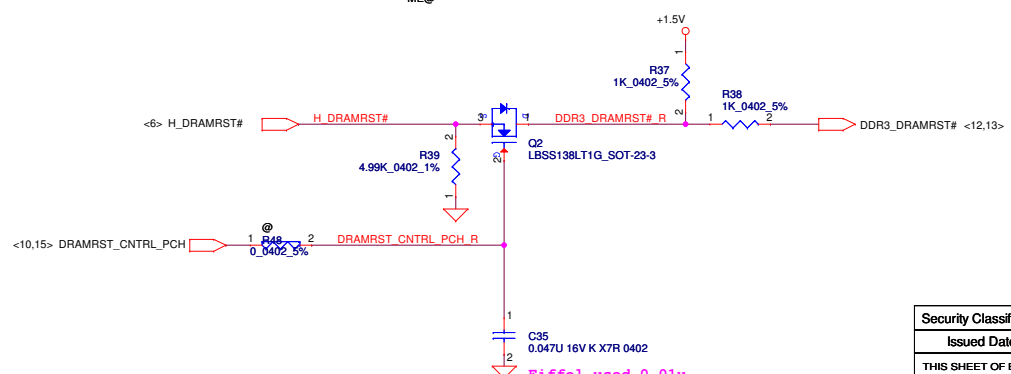 +1.5V
R37
1K_0402_5%
1
2
R38
1K_0402_5%
<6> H_DRAMRST#
H_DRAMRST#
3
S
D
1
DDR3_DRAMRST#_R
1
2
DDR3_DRAMRST# <12,13>
2
R39
4.99K_0402_1%
1
G
2
Q2
LBSS138LT1G_SOT-23-3
@
<10,15> DRAMRST_CNTRL_PCH
1
R48
2
0_0402_5%
DRAMRST_CNTRL_PCH_R
1
C35
0.047U 16V K X7R 0402
2
Security Classif
Issued Date
THIS SHEET OF E